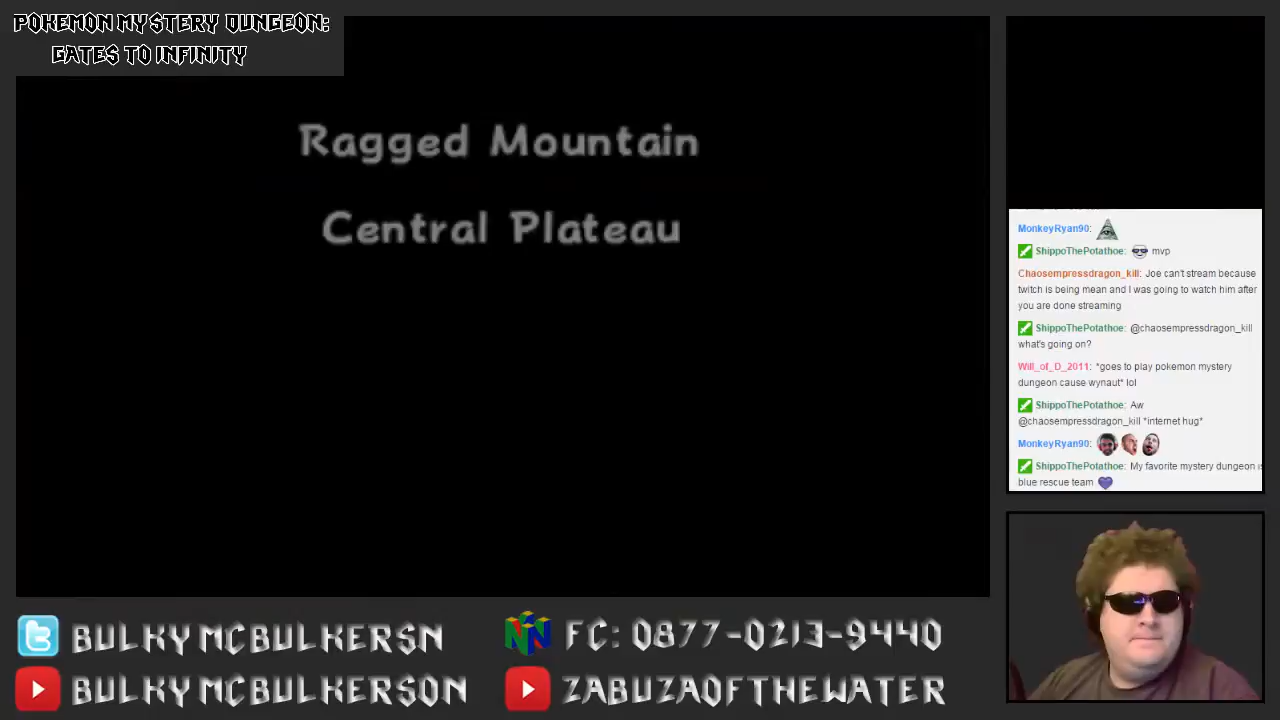 POKEMON MYSTERY DUNGEON:
GATES TO INFINITY
Ragged Mountain
Central Plateau
MonkeyRyan90:
ShippoThePotathoe: mvp
Chaosempressdragon_kill: Joe can't stream because
twitch is being mean and I was going to watch him after
you are done streaming
ShippoThePotathoe: @chaosempressdragon_kill
what's going on?
Will_of_D_2011: *goes to play pokemon mystery
dungeon cause wynaut* lol
ShippoThePotathoe: Aw
@chaosempressdragon_kill *internet hug*
MonkeyRyan90:
ShippoThePotathoe: My favorite mystery dungeon is
blue rescue team
BULKYMCBULKERSN
FC: 0877-0213-9440
BULKYMCBULKERSON
ZABUZAOFTHEWATER